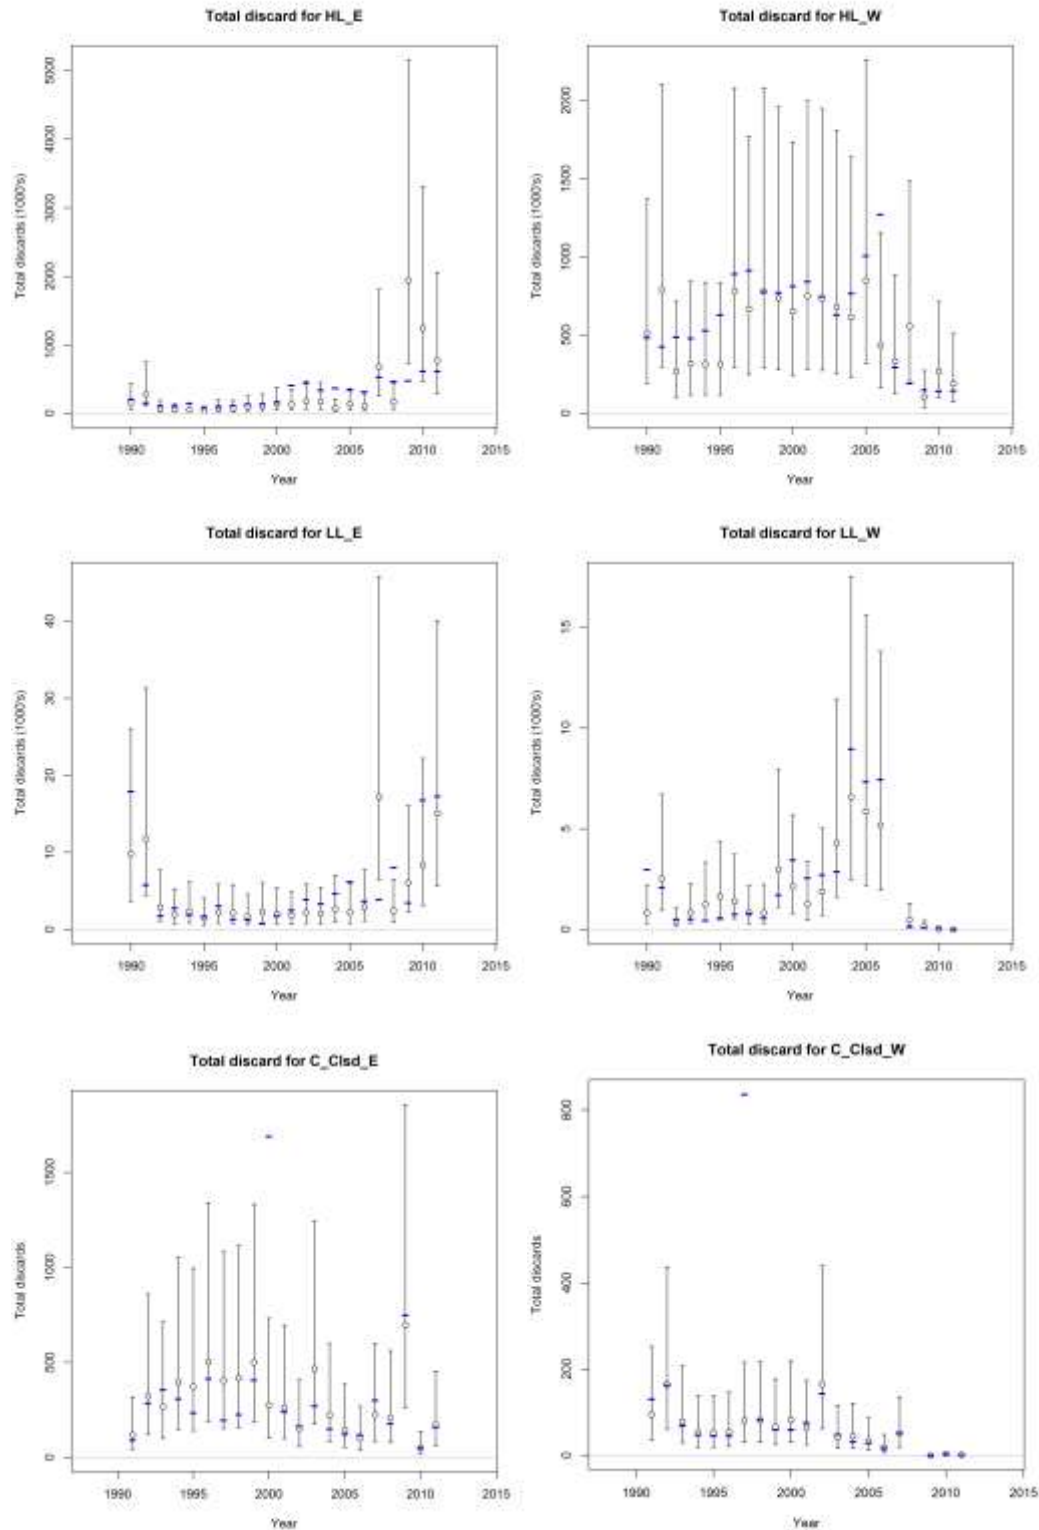 Total discard for HL_E
Total discards (1000's)
5000
4000
3000
2000
1000
0
1990 1995 2000 2005 2010 2015
Year
Total discard for HL_W
Total discards (1000's)
2000
1500
1000
500
0
1990 1995 2000 2005 2010 2015
Year
Total discard for LL_E
Total discards (1000's)
40
30
20
10
0
1990 1995 2000 2005 2010 2015
Year
Total discard for LL_W
Total discards (1000's)
15
10
5
0
1990 1995 2000 2005 2010 2015
Year
Total discard for C_Clsd_E
Total discards
1500
1000
500
0
1990 1995 2000 2005 2010 2015
Year
Total discard for C_Clsd_W
Total discards
800
600
400
200
0
1990 1995 2000 2005 2010 2015
Year